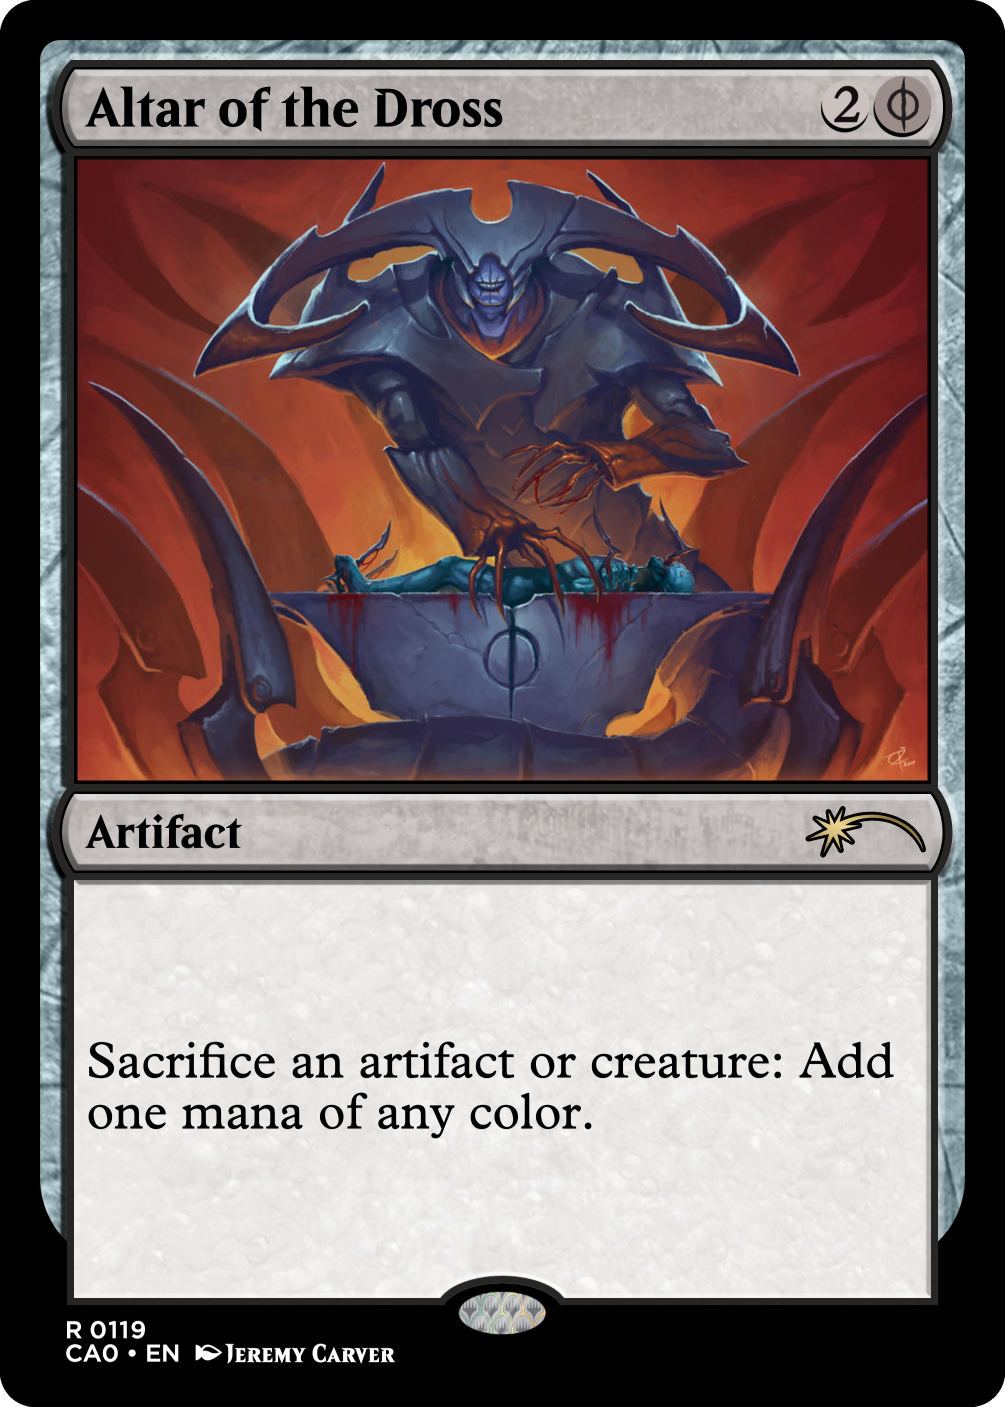 Altar of the Dross 2
Artifact
Sacrifice an artifact or creature: Add
one mana of any color.
R 0119
CAO • EN JEREMY CARVER